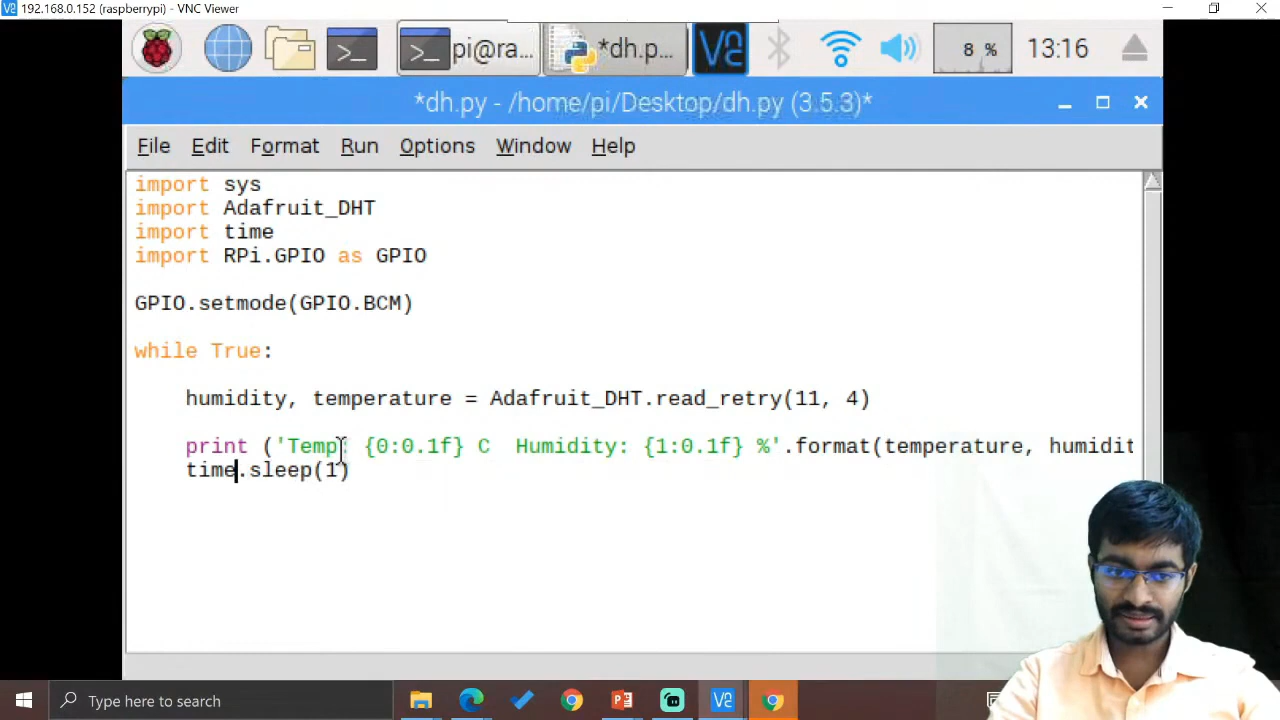 192.168.0.152 (raspberrypi) - VNC Viewer
pi@ra...
*dh.p...
8 %
13:16
*dh.py - /home/pi/Desktop/dh.py (3.5.3)*
File Edit Format Run Options Window Help
import sys
import Adafruit_DHT
import time
import RPi.GPIO as GPIO
GPIO.setmode(GPIO.BCM)
while True:
humidity, temperature = Adafruit_DHT.read_retry(11, 4)
print ('Temp: {0:0.1f} C  Humidity: {1:0.1f} %'.format(temperature, humidit
time.sleep(1)
Type here to search